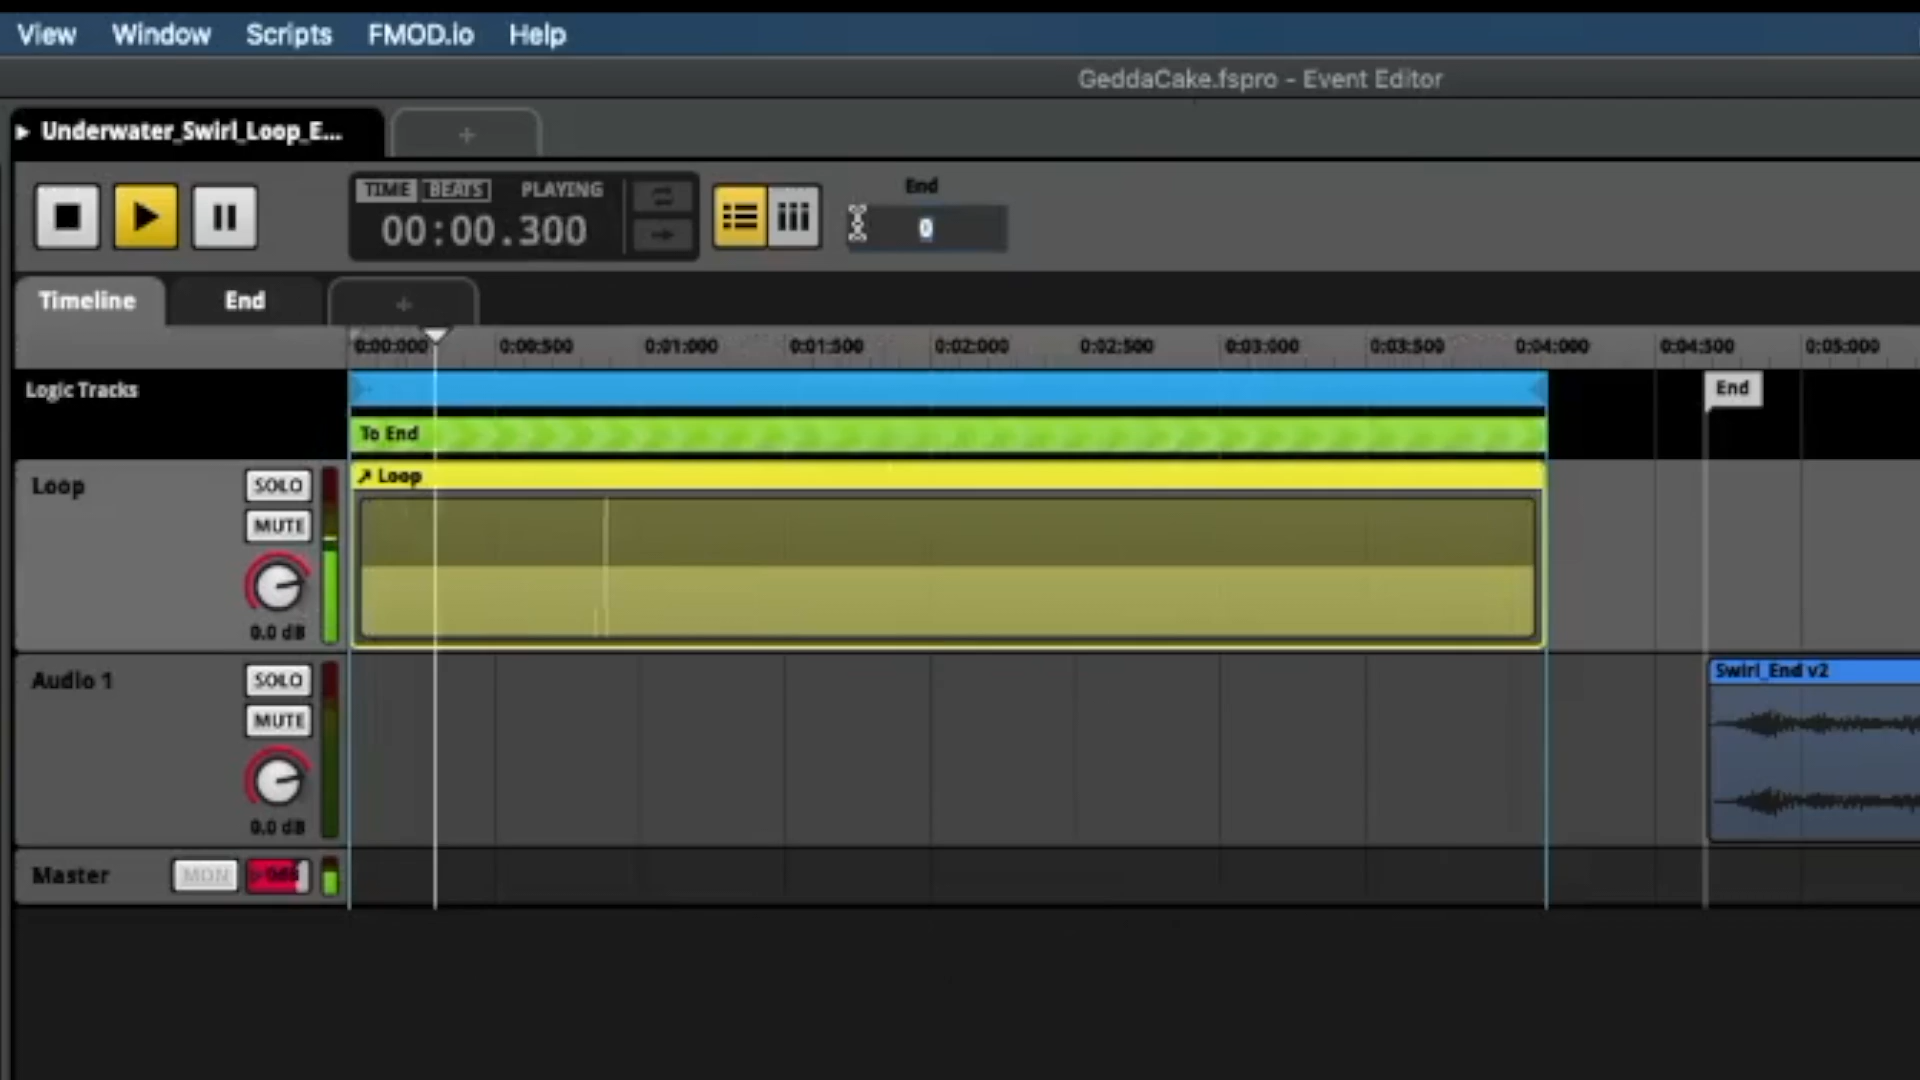 View Window Scripts FMOD.io Help
GeddaCake.fspro - Event Editor
Underwater_Swirl_Loop_E...
TIME BEATS PLAYING
00:00.300
End
0
Timeline End
0:00:000 0:00:500 0:01:000 0:01:500 0:02:000 0:02:500 0:03:000 0:03:500 0:04:000 0:04:500 0:05:000
Logic Tracks
End
To End
Loop
Loop
SOLO
MUTE
0.0 dB
Audio 1
SOLO
MUTE
0.0 dB
Swirl_End v2
Master MON